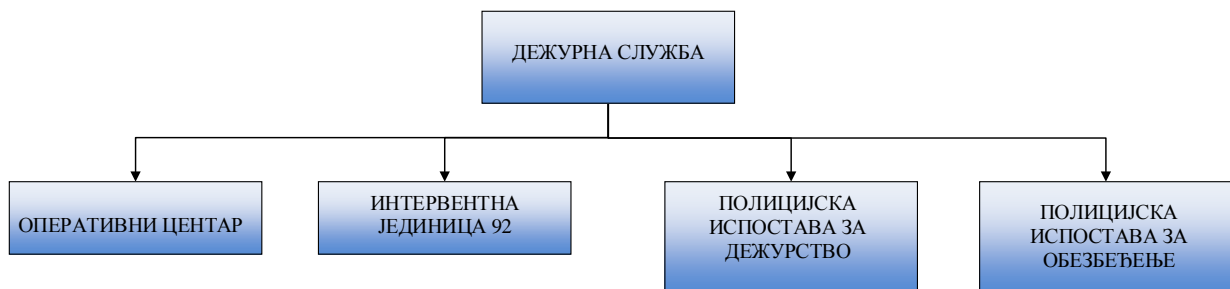 ДЕЖУРНА СЛУЖБА
ОПЕРАТИВНИ ЦЕНТАР
ИНТЕРВЕНТНА
ЈЕДИНИЦА 92
ПОЛИЦИЈСКА
ИСПОСТАВА ЗА
ДЕЖУРСТВО
ПОЛИЦИЈСКА
ИСПОСТАВА ЗА
ОБЕЗБЕЂЕЊЕ